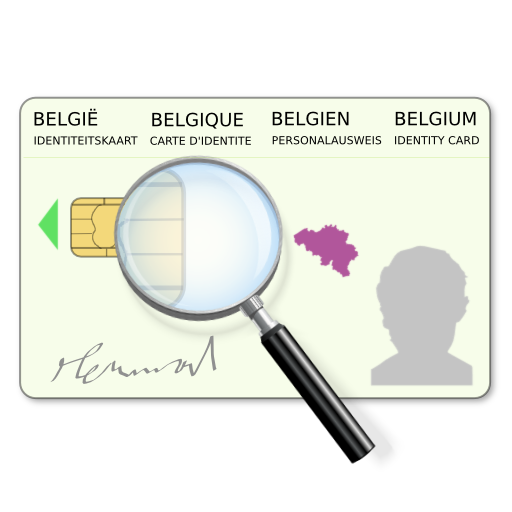 BELGIË BELGIQUE BELGIEN BELGIUM
IDENTITEITSKAART CARTE D'IDENTITE PERSONALAUSWEIS IDENTITY CARD